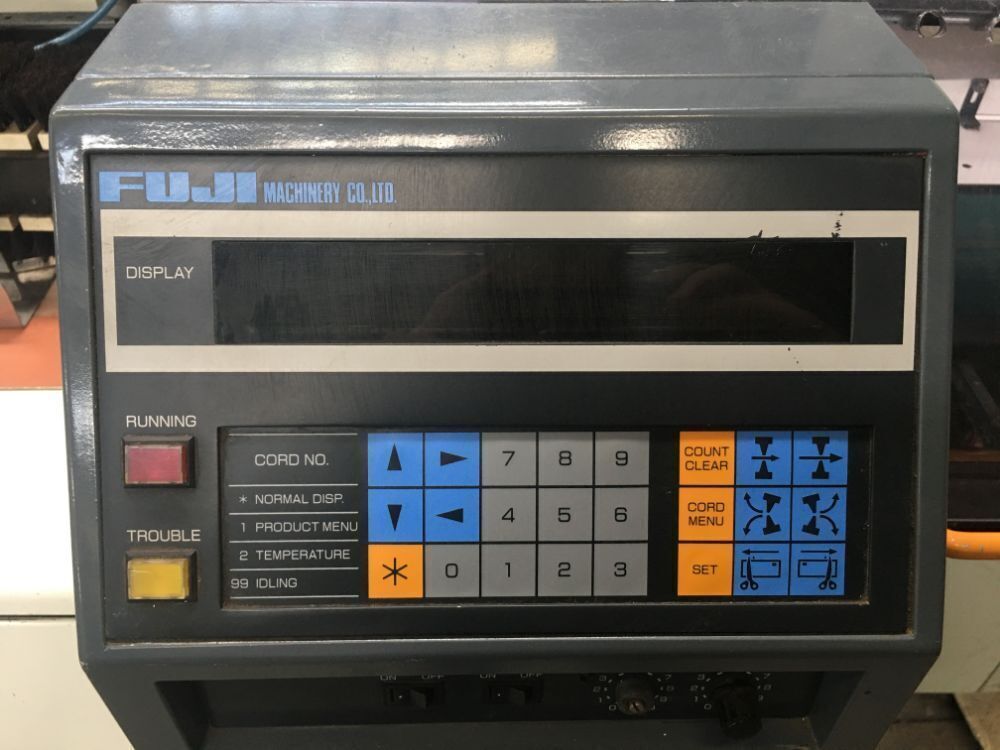 FUJI MACHINERY CO.,LTD.
DISPLAY
RUNNING
TROUBLE
CORD NO.
* NORMAL DISP.
1 PRODUCT MENU
2 TEMPERATURE
99 IDLING
7 8 9
4 5 6
* 0 1 2 3
COUNT
CLEAR
CORD
MENU
SET
ON OFF
ON OFF